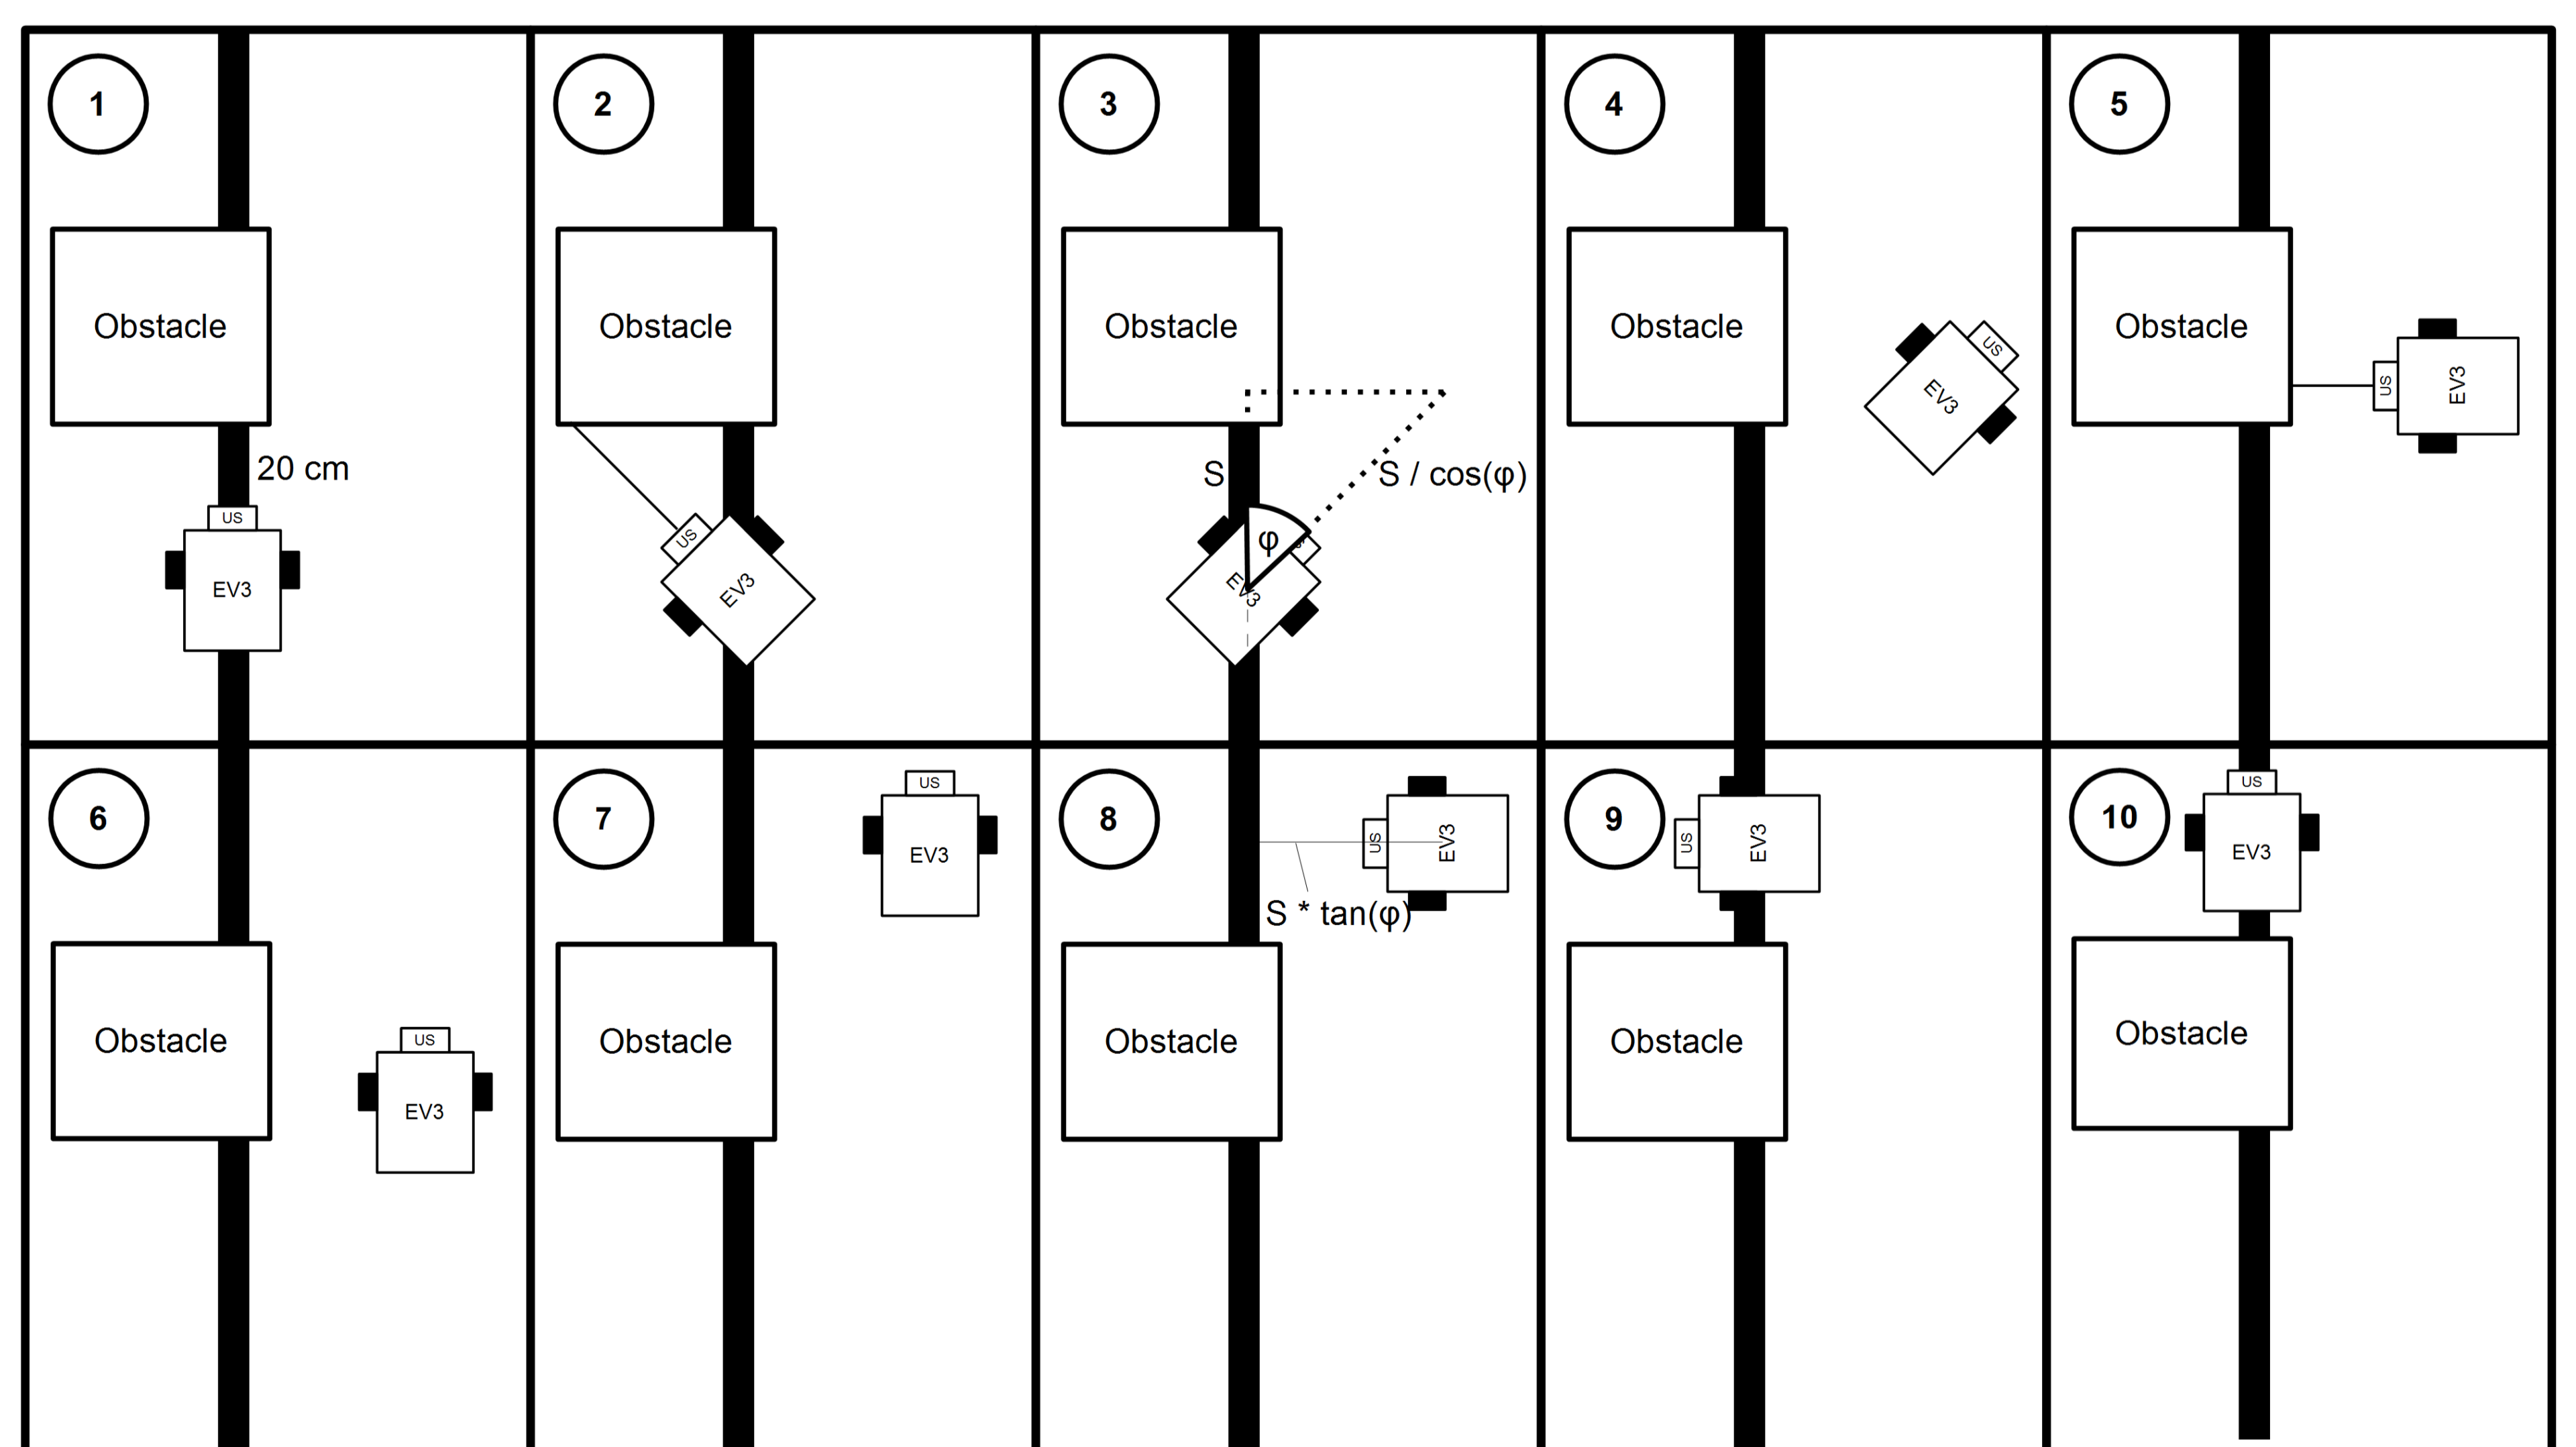 1
Obstacle
20 cm
US
EV3
2
Obstacle
US
EV3
3
Obstacle
S
S / cos(φ)
φ
EV3
4
Obstacle
US
EV3
5
Obstacle
US
EV3
6
Obstacle
US
EV3
7
US
EV3
Obstacle
8
US
EV3
S * tan(φ)
Obstacle
9
US
EV3
Obstacle
10
US
EV3
Obstacle